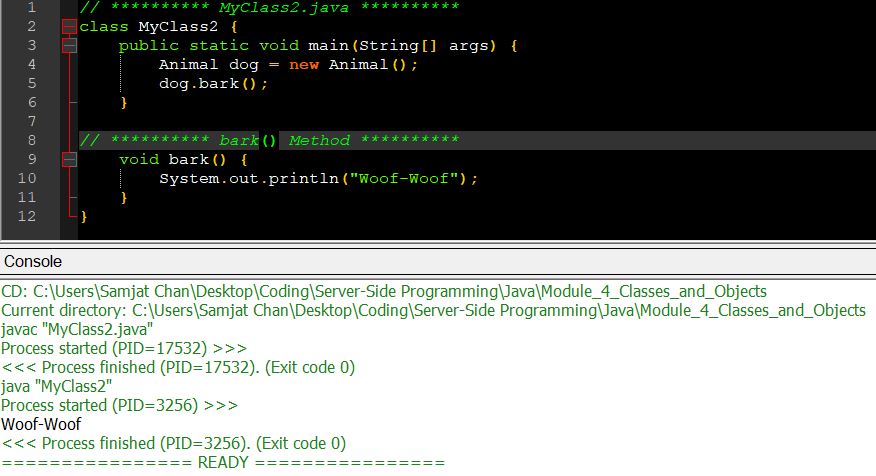 1 // ********** MyClass2.java **********
2 class MyClass2 {
3 public static void main(String[] args) {
4 Animal dog = new Animal();
5 dog.bark();
6 }
7
8 // ********** bark() Method **********
9 void bark() {
10 System.out.println("Woof-Woof");
11 }
12 }
Console
CD: C:\Users\Samjat Chan\Desktop\Coding\Server-Side Programming\Java\Module_4_Classes_and_Objects
Current directory: C:\Users\Samjat Chan\Desktop\Coding\Server-Side Programming\Java\Module_4_Classes_and_Objects
javac "MyClass2.java"
Process started (PID=17532) >>>
<<< Process finished (PID=17532). (Exit code 0)
java "MyClass2"
Process started (PID=3256) >>>
Woof-Woof
<<< Process finished (PID=3256). (Exit code 0)
================ READY ================